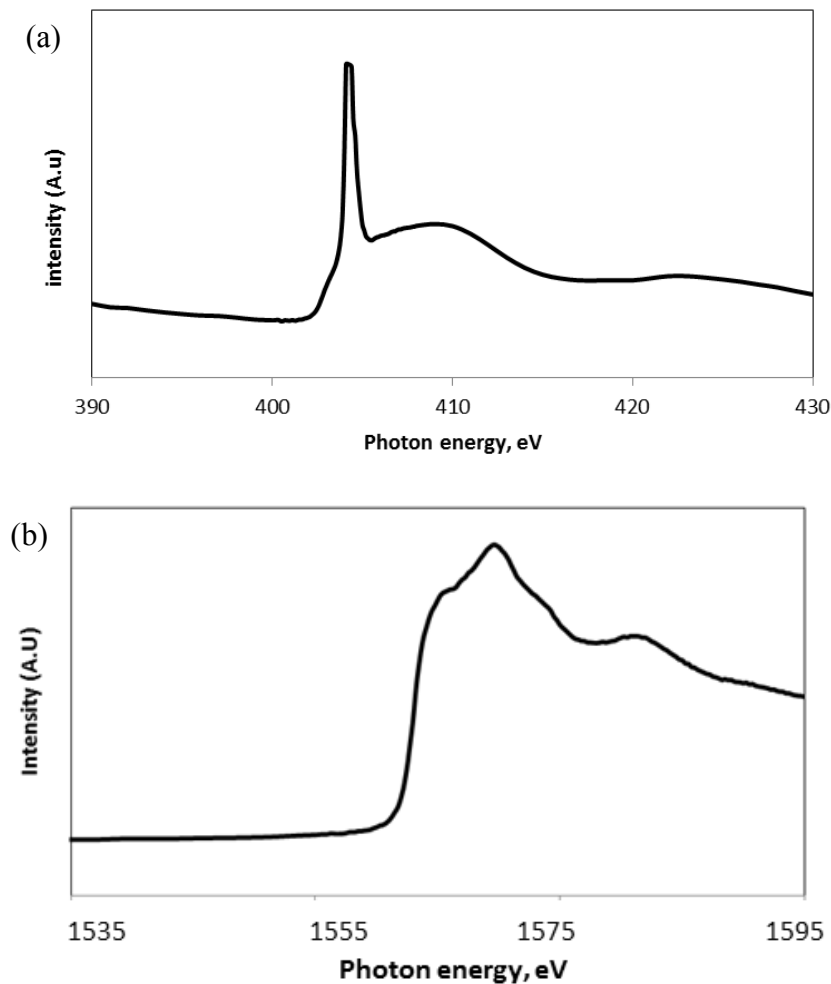 (a)
intensity (A.u)
390 400 410 420 430
Photon energy, eV
(b)
Intensity (A.U)
1535 1555 1575 1595
Photon energy, eV